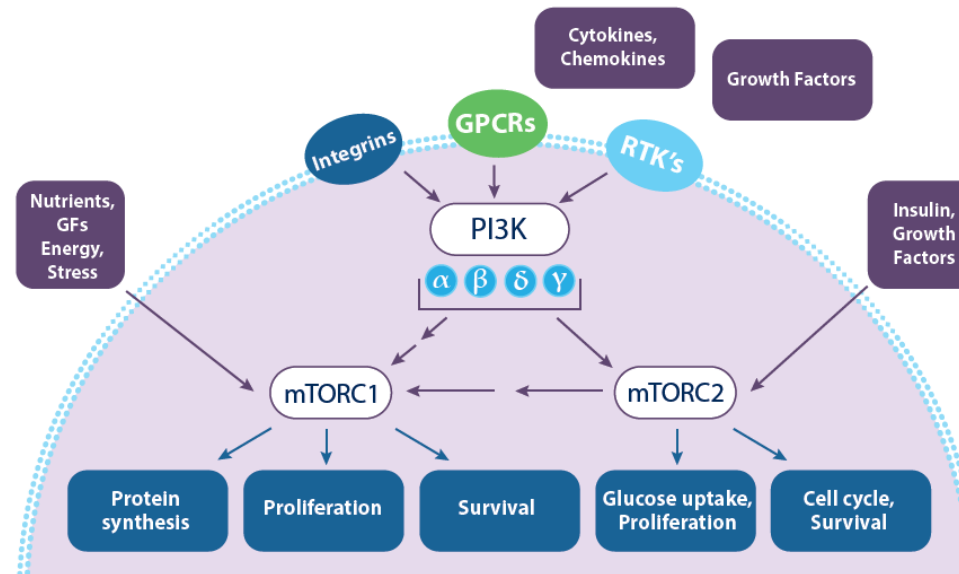 Cytokines,
Chemokines
Growth Factors
GPCRs
Integrins
RTK's
Nutrients,
GFs
Energy,
Stress
PI3K
Insulin,
Growth
Factors
α β δ γ
mTORC1
mTORC2
Protein
synthesis
Proliferation
Survival
Glucose uptake,
Proliferation
Cell cycle,
Survival